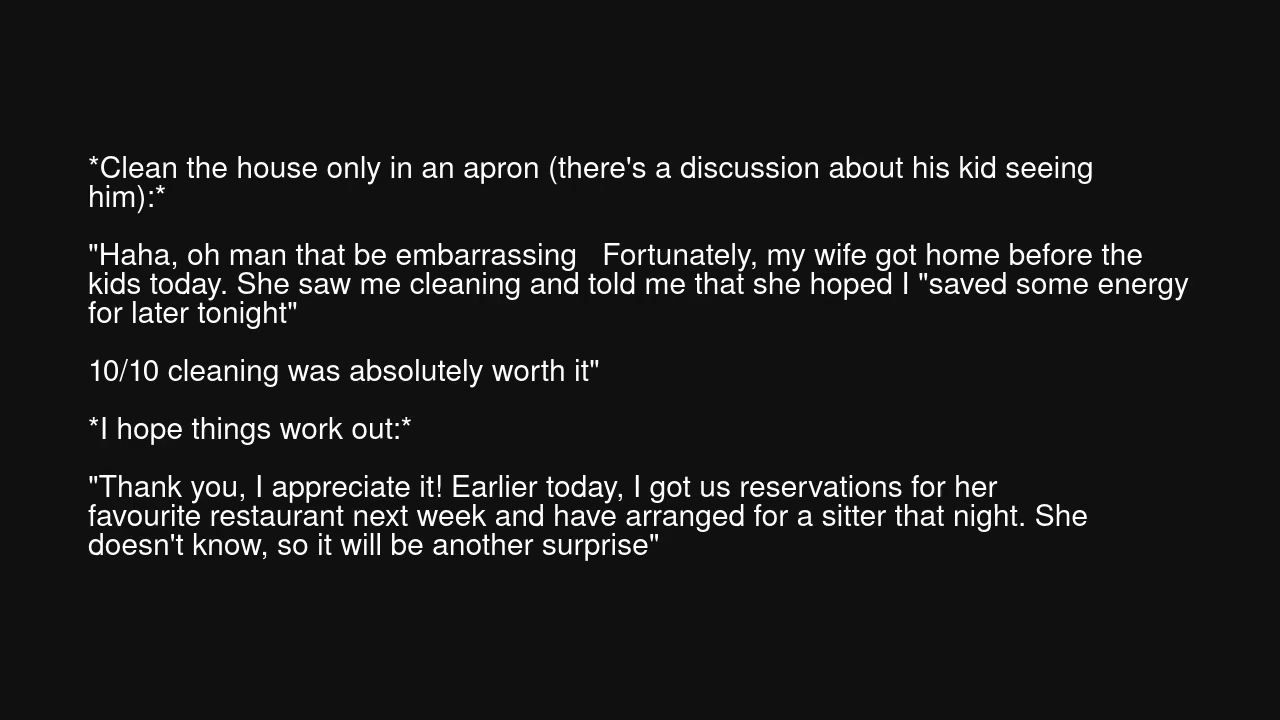 *Clean the house only in an apron (there's a discussion about his kid seeing
him):*
"Haha, oh man that be embarrassing   Fortunately, my wife got home before the
kids today. She saw me cleaning and told me that she hoped I "saved some energy
for later tonight"
10/10 cleaning was absolutely worth it"
*I hope things work out:*
"Thank you, I appreciate it! Earlier today, I got us reservations for her
favourite restaurant next week and have arranged for a sitter that night. She
doesn't know, so it will be another surprise"